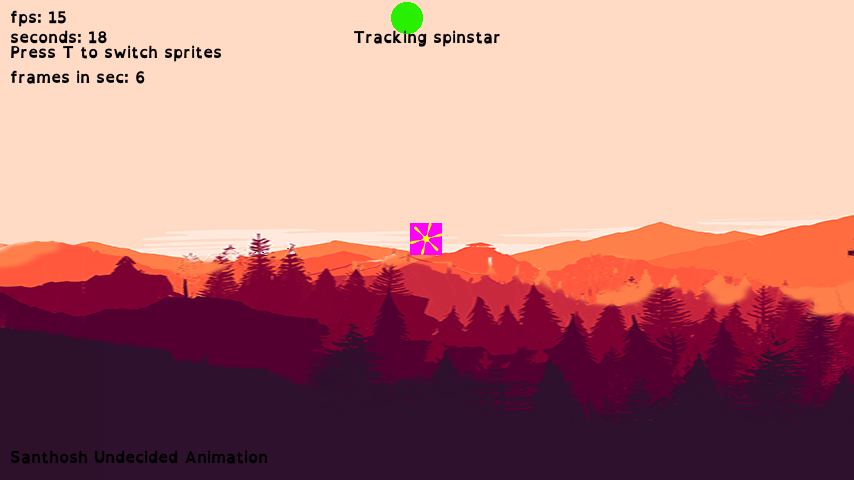 fps: 15
seconds: 18
Press T to switch sprites
frames in sec: 6
Tracking spinstar
Santhosh Undecided Animation